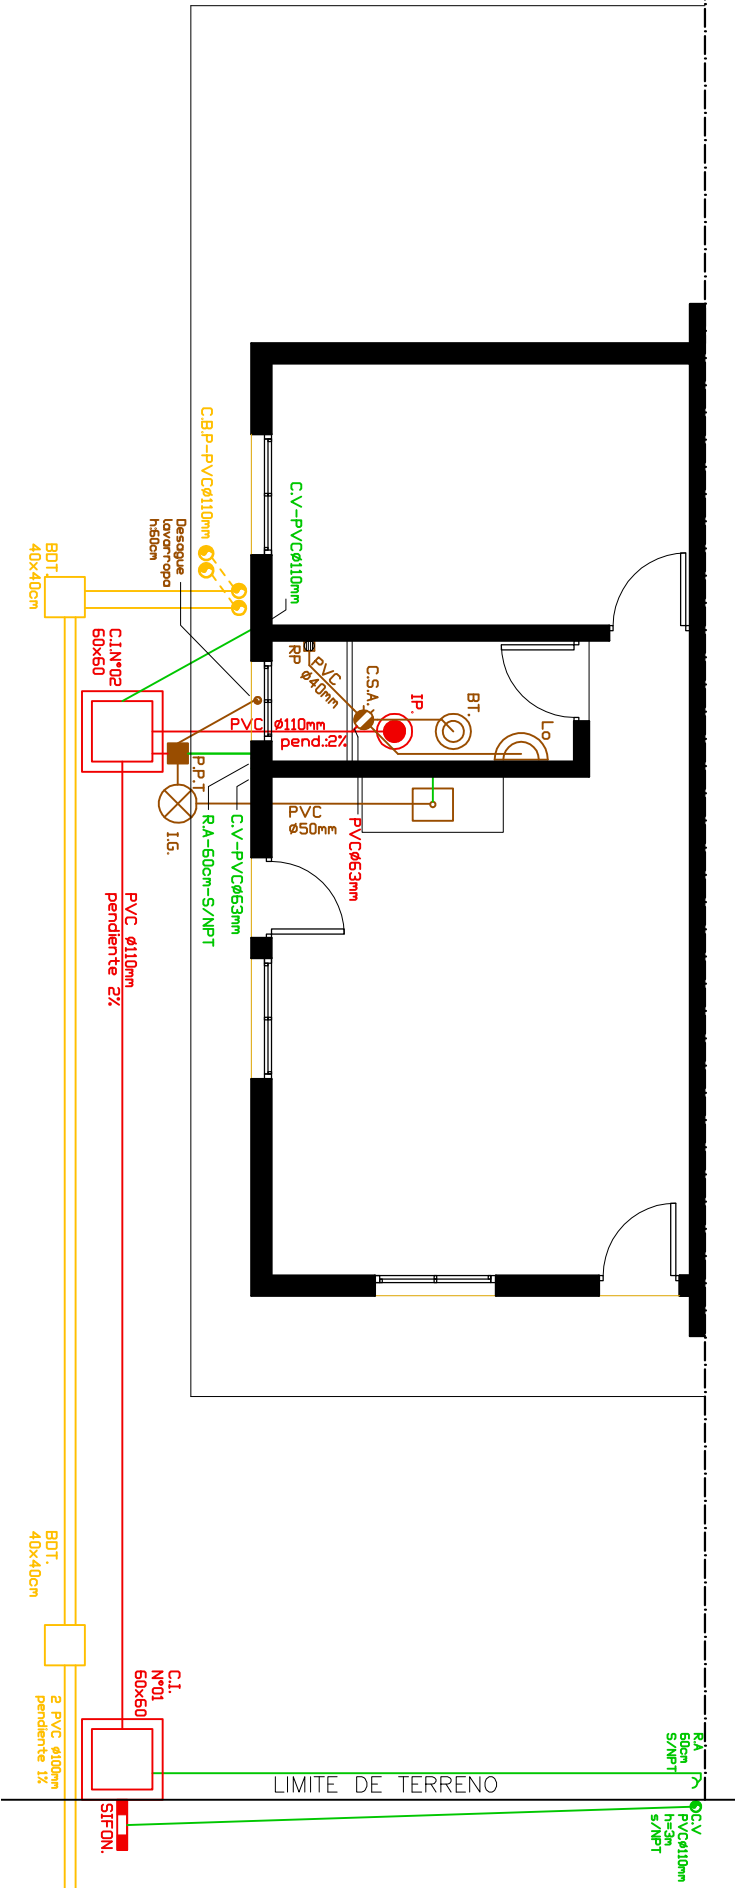 C.B.P-PVCØ110mm
C.V-PVCØ110mm
Desague
lavarropa
h:60cm
BDT.
40x40cm
C.I.Nº02
60x60
RP
PVC
Ø40mm
C.S.A.
IP.
BT.
Lo
PVC Ø110mm
pend.:2%
P.P.T
I.G.
PVC
Ø50mm
PVCØ63mm
C.V-PVCØ63mm
R.A-60cm-S/NPT
PVC Ø110mm
pendiente 2%
BDT.
40x40cm
C.I.
Nº01
60x60
2 PVC Ø100mm
pendiente 1%
R.A
60cm
S/NPT
LIMITE DE TERRENO
SIFON.
C.V
PVCØ110mm
h=3m
s/NPT